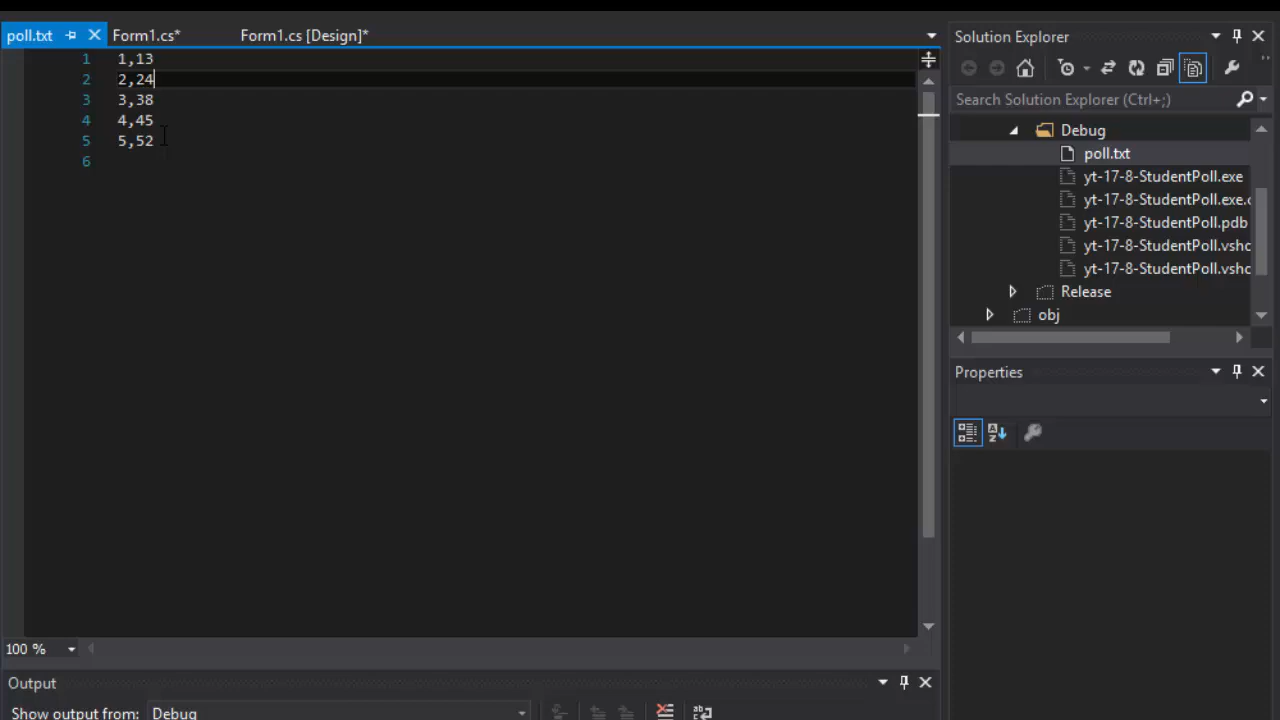 poll.txt
Form1.cs*
Form1.cs [Design]*
1 1,13
2 2,24
3 3,38
4 4,45
5 5,52
6
100 %
Output
Show output from: Debug
Solution Explorer
Search Solution Explorer (Ctrl+;)
Debug
poll.txt
yt-17-8-StudentPoll.exe
yt-17-8-StudentPoll.exe.c
yt-17-8-StudentPoll.pdb
yt-17-8-StudentPoll.vshc
yt-17-8-StudentPoll.vshc
Release
obj
Properties